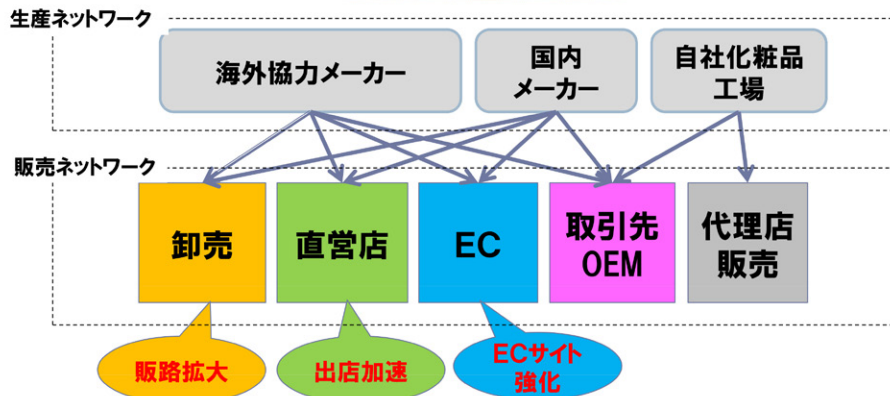 生産ネットワーク
海外協力メーカー
国内
メーカー
自社化粧品
工場
販売ネットワーク
卸売
直営店
EC
取引先
OEM
代理店
販売
販路拡大
出店加速
ECサイト
強化